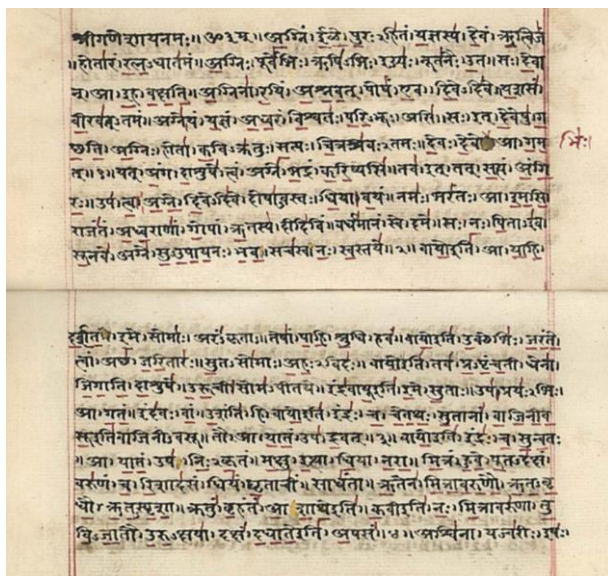 श्रीगणेशायनमः॥ॐ३म्॥अग्निं।ईळे।पुरःऽहितं।यज्ञस्य।देवं।ऋत्विजं
॥होतारं।रत्नऽधातमं॥अग्निः।पूर्वेभिः।ऋषिऽभिः।ईड्यः।नूतनैः।उत॥सः।देवा
न्।आ।इह।वक्षति॥अग्निना।रयिं।अश्नवत्।पोषं।एव।दिवेऽदिवे॥यशसं
वीरवत्ऽतमं॥अग्ने।यं।यज्ञं।अध्वरं।विश्वतः।परिऽभूः।असि॥सः।इत्।देवेषु।ग
च्छति॥अग्निः।होता।कविऽक्रतुः।सत्यः।चित्रश्रवःऽतमः॥देवः।देवे।आ।गम
भिः
त्॥१॥यत्।अंग।दाशुषे।त्वं।अग्ने।भद्रं।करिष्यसि॥तव।इत्।तत्।सत्यं।अंगि
रः॥उप।त्वा।अग्ने।दिवेऽदिवे।दोषाऽवस्तः।धिया।वयं॥नमः।भरंतः।आ।इमसि
राजंतं।अध्वराणां।गोपां।ऋतस्य।दीदिविं॥वर्धमानं।स्वे।दमे॥सः।नः।पिताऽइव
सूनवे।अग्ने।सुऽउपायनः।भव॥सचस्व।नः।स्वस्तये॥२॥वायोइति।आ।याहि।
दर्शत।इमे।सोमाः।अरंऽकृताः॥तेषां।पाहि।श्रुधि।हवं॥वायोइति।उक्थेभिः।जरंते
त्वां।अच्छ।जरितारः॥सुतऽसोमाः।अहःऽविदः॥वायोइति।तव।प्रऽपृंचती।धेना
जिगाति।दाशुषे॥उरूची।सोमऽपीतये॥इंद्रवायूइति।इमे।सुताः॥उप।प्रयःऽभिः।
आ।गतं॥इंदवः।वां।उशंति।हि॥वायोइति।इंद्रः।च।चेतथः।सुतानां।वाजिनीव
सूइतिवाजिनीवसू॥तौ।आ।यातं।उप।द्रवत्॥३॥वायोइति।इंद्रः।च।सुन्वतः
॥आ।यातं।उप।निःऽकृतं॥मक्षु।इत्था।धिया।नरा॥मित्रं।हुवे।पूतऽदक्षं।
वरुणं।च।रिशादसं॥धियं।घृताचीं।साधंता॥ऋतेन।मित्रावरुणौ।ऋतऽवृ
धौ।ऋतऽस्पृशा॥क्रतुं।बृहंतं।आशाथेइति॥कवीइति।नः।मित्रावरुणा।तु
विऽजातौ।उरुऽक्षया॥दक्षं।दधातेइति।अपसं॥४॥अश्विना।यज्वरीः।इषः।